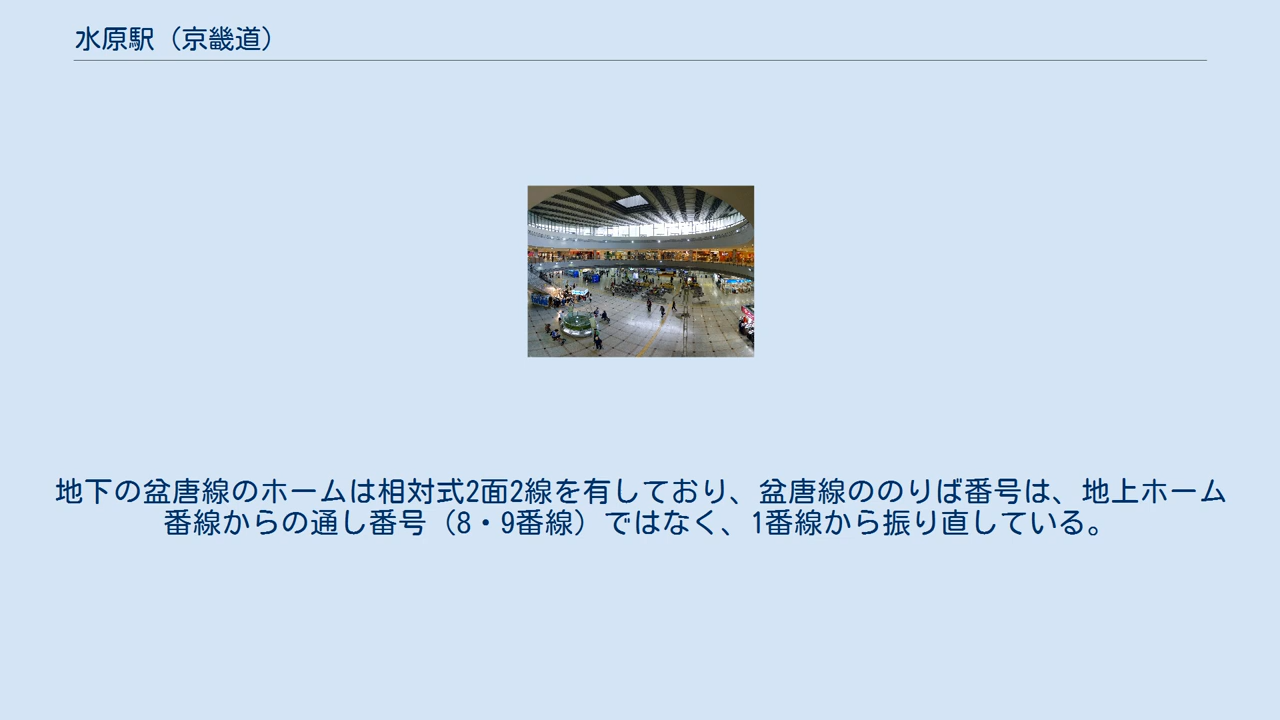 水原駅（京畿道）
地下の盆唐線のホームは相対式2面2線を有しており、盆唐線ののりば番号は、地上ホーム
番線からの通し番号（8・9番線）ではなく、1番線から振り直している。